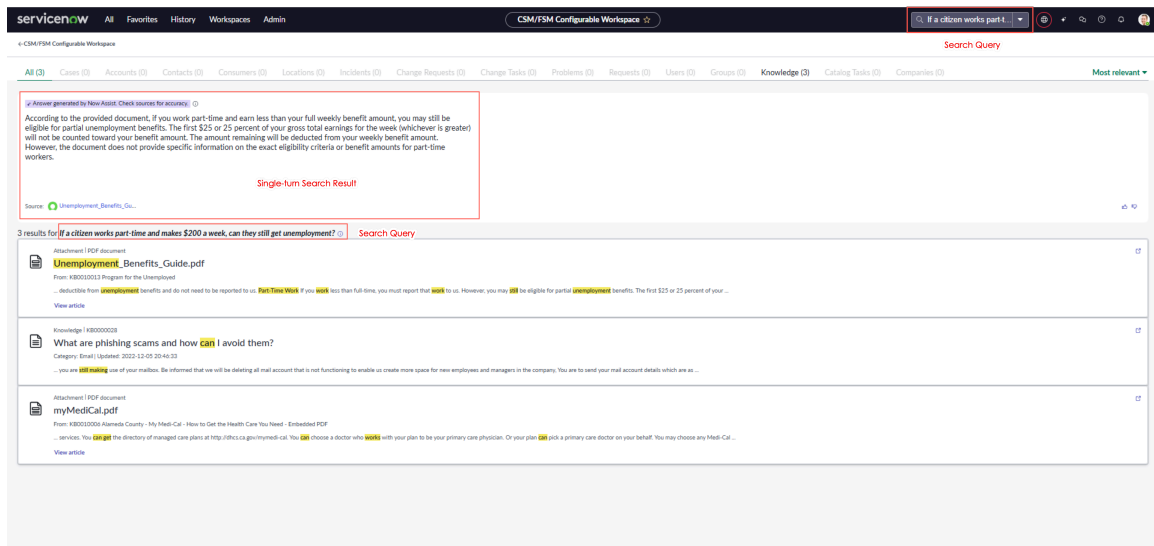 servicenow All Favorites History Workspaces Admin CSM/FSM Configurable Workspace ☆ If a citizen works part-t...
Search Query
CSM/FSM Configurable Workspace
All (3) Cases (0) Accounts (0) Contacts (0) Consumers (0) Locations (0) Incidents (0) Change Requests (0) Change Tasks (0) Problems (0) Requests (0) Users (0) Groups (0) Knowledge (3) Catalog Tasks (0) Companies (0) Most relevant
Answer generated by Now Assist. Check sources for accuracy.
According to the provided document, if you work part-time and earn less than your full weekly benefit amount, you may still be
eligible for partial unemployment benefits. The first $25 or 25 percent of your gross total earnings for the week (whichever is greater)
will not be counted toward your benefit amount. The amount remaining will be deducted from your weekly benefit amount.
However, the document does not provide specific information on the exact eligibility criteria or benefit amounts for part-time
workers.
Single-turn Search Result
Source: Unemployment_Benefits_Gu...
3 results for If a citizen works part-time and makes $200 a week, can they still get unemployment?
Search Query
Attachment | PDF document
Unemployment_Benefits_Guide.pdf
From: KB0010013 Program for the Unemployed
... deductible from unemployment benefits and do not need to be reported to us. Part-Time Work If you work less than full-time, you must report that work to us. However, you may still be eligible for partial unemployment benefits. The first $25 or 25 percent of your ...
View article
Knowledge | KB0000028
What are phishing scams and how can I avoid them?
Category: Email | Updated: 2022-12-05 20:46:33
... you are still making use of your mailbox. Be informed that we will be deleting all mail account that is not functioning to enable us create more space for new employees and managers in the company, You are to send your mail account details which are as ...
Attachment | PDF document
myMediCal.pdf
From: KB0010006 Alameda County - My Medi-Cal - How to Get the Health Care You Need - Embedded PDF
... services. You can get the directory of managed care plans at http://dhcs.ca.gov/mymedi-cal. You can choose a doctor who works with your plan to be your primary care physician. Or your plan can pick a primary care doctor on your behalf. You may choose any Medi-Cal ...
View article